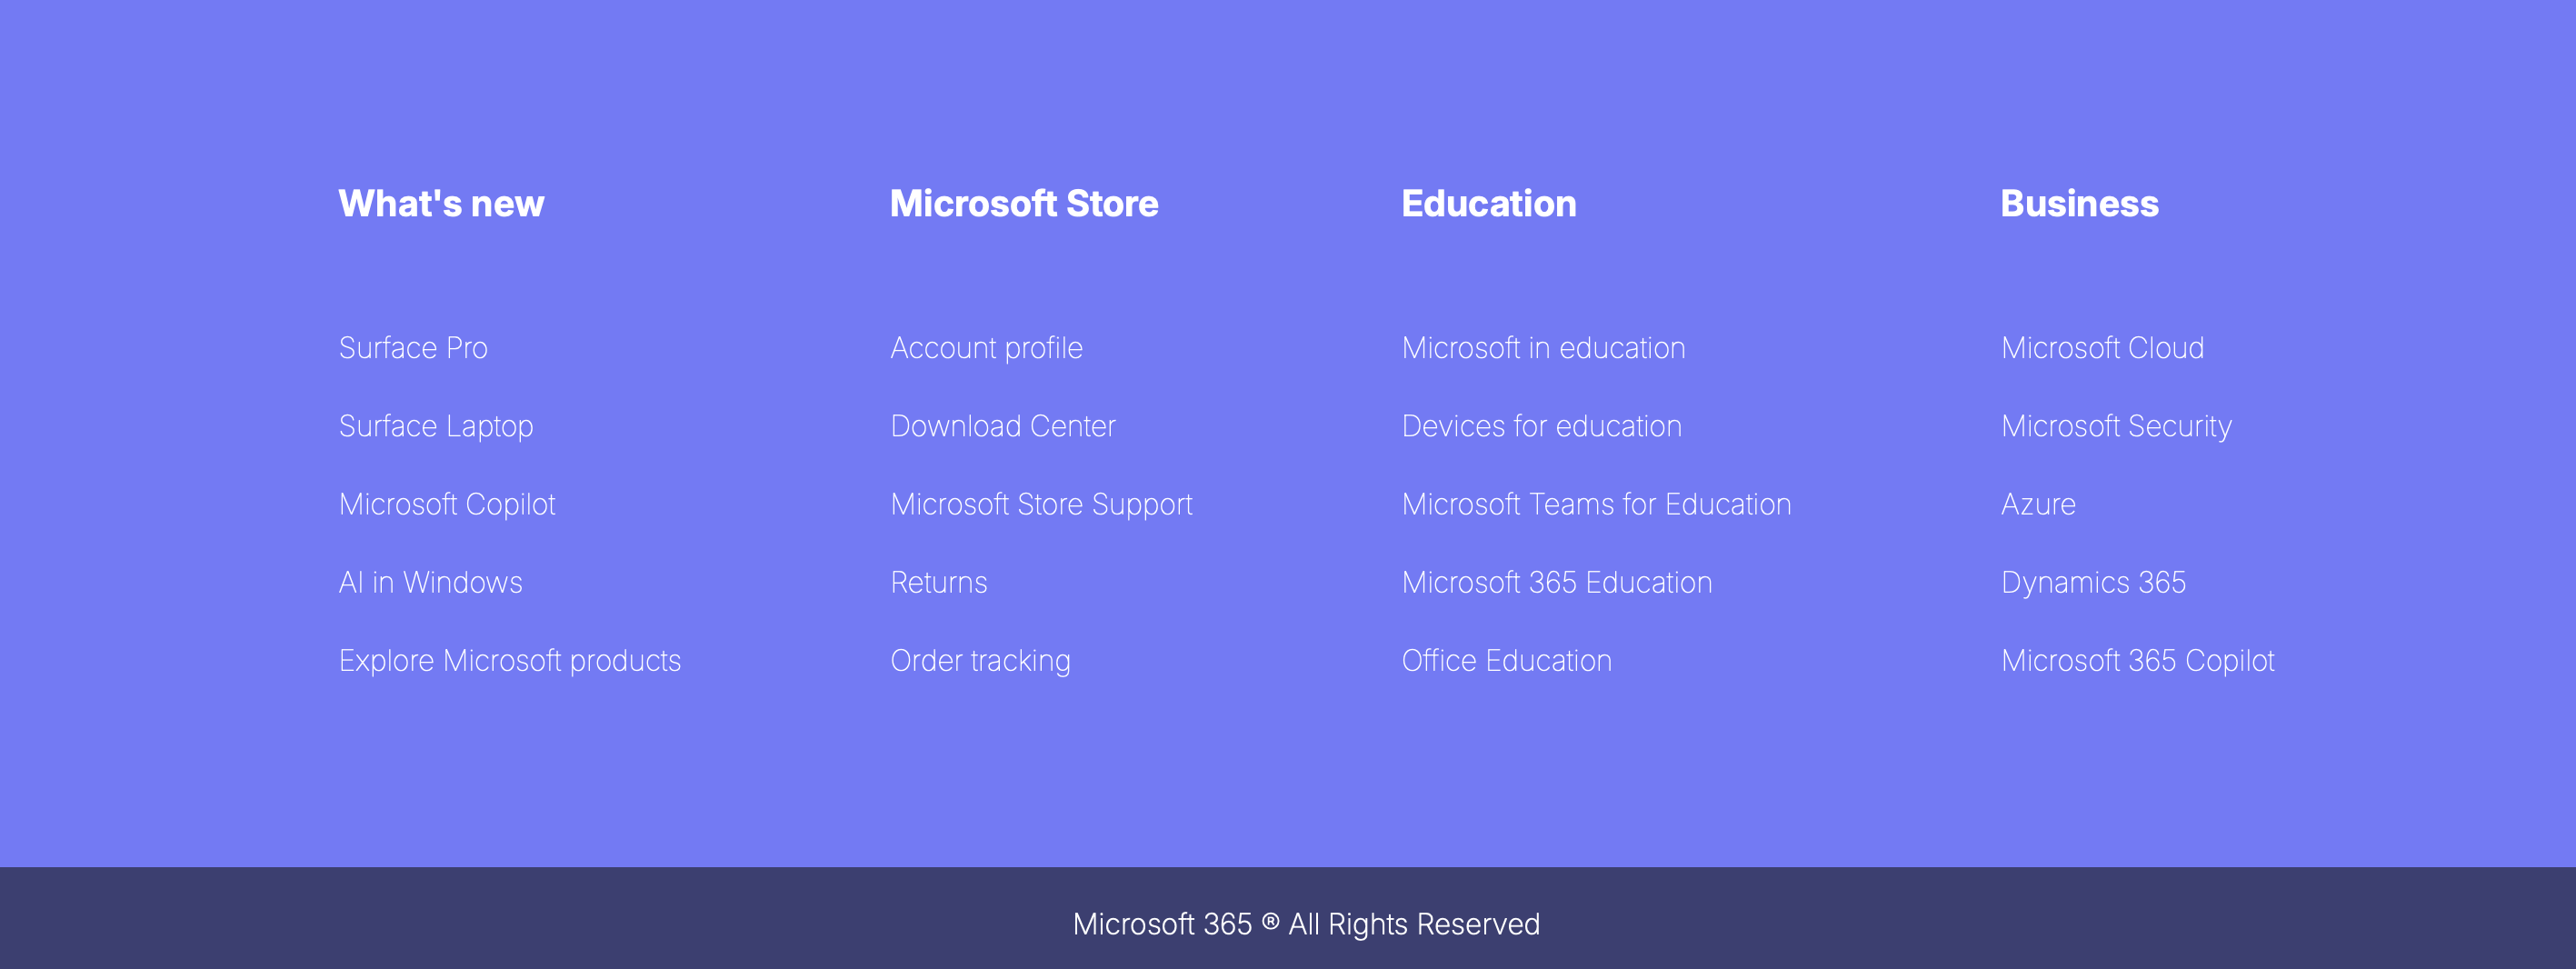 What's new
Surface Pro
Surface Laptop
Microsoft Copilot
AI in Windows
Explore Microsoft products
Microsoft Store
Account profile
Download Center
Microsoft Store Support
Returns
Order tracking
Education
Microsoft in education
Devices for education
Microsoft Teams for Education
Microsoft 365 Education
Office Education
Business
Microsoft Cloud
Microsoft Security
Azure
Dynamics 365
Microsoft 365 Copilot
Microsoft 365 ® All Rights Reserved